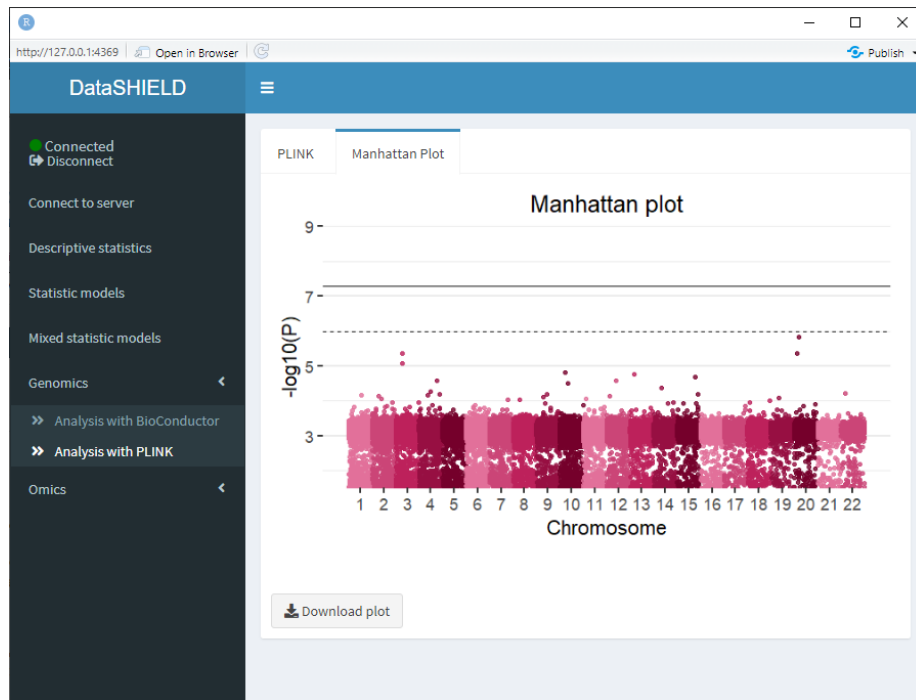 R
http://127.0.0.1:4369 Open in Browser Publish
DataSHIELD
Connected
Disconnect
Connect to server
Descriptive statistics
Statistic models
Mixed statistic models
Genomics
Analysis with BioConductor
Analysis with PLINK
Omics
PLINK Manhattan Plot
Manhattan plot
9
7
5
3
-log10(P)
1 2 3 4 5 6 7 8 9 10 11 12 13 14 15 16 17 18 19 20 21 22
Chromosome
Download plot